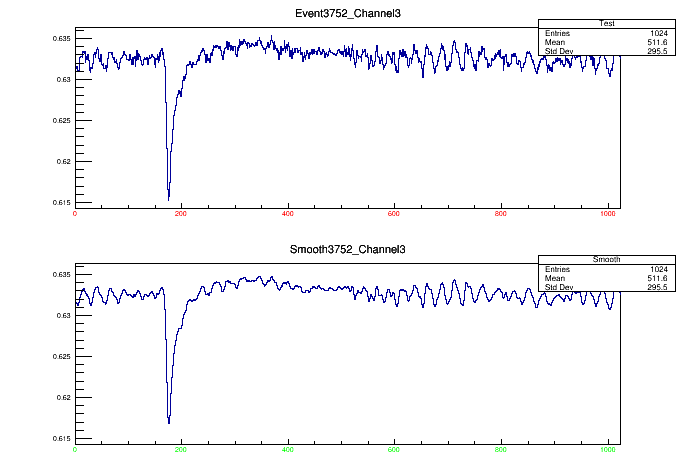 Event3752_Channel3
Test
Entries 1024
Mean 511.6
Std Dev 295.5
0.635
0.63
0.625
0.62
0.615
0 200 400 600 800 1000
Smooth3752_Channel3
Smooth
Entries 1024
Mean 511.6
Std Dev 295.5
0.635
0.63
0.625
0.62
0.615
0 200 400 600 800 1000